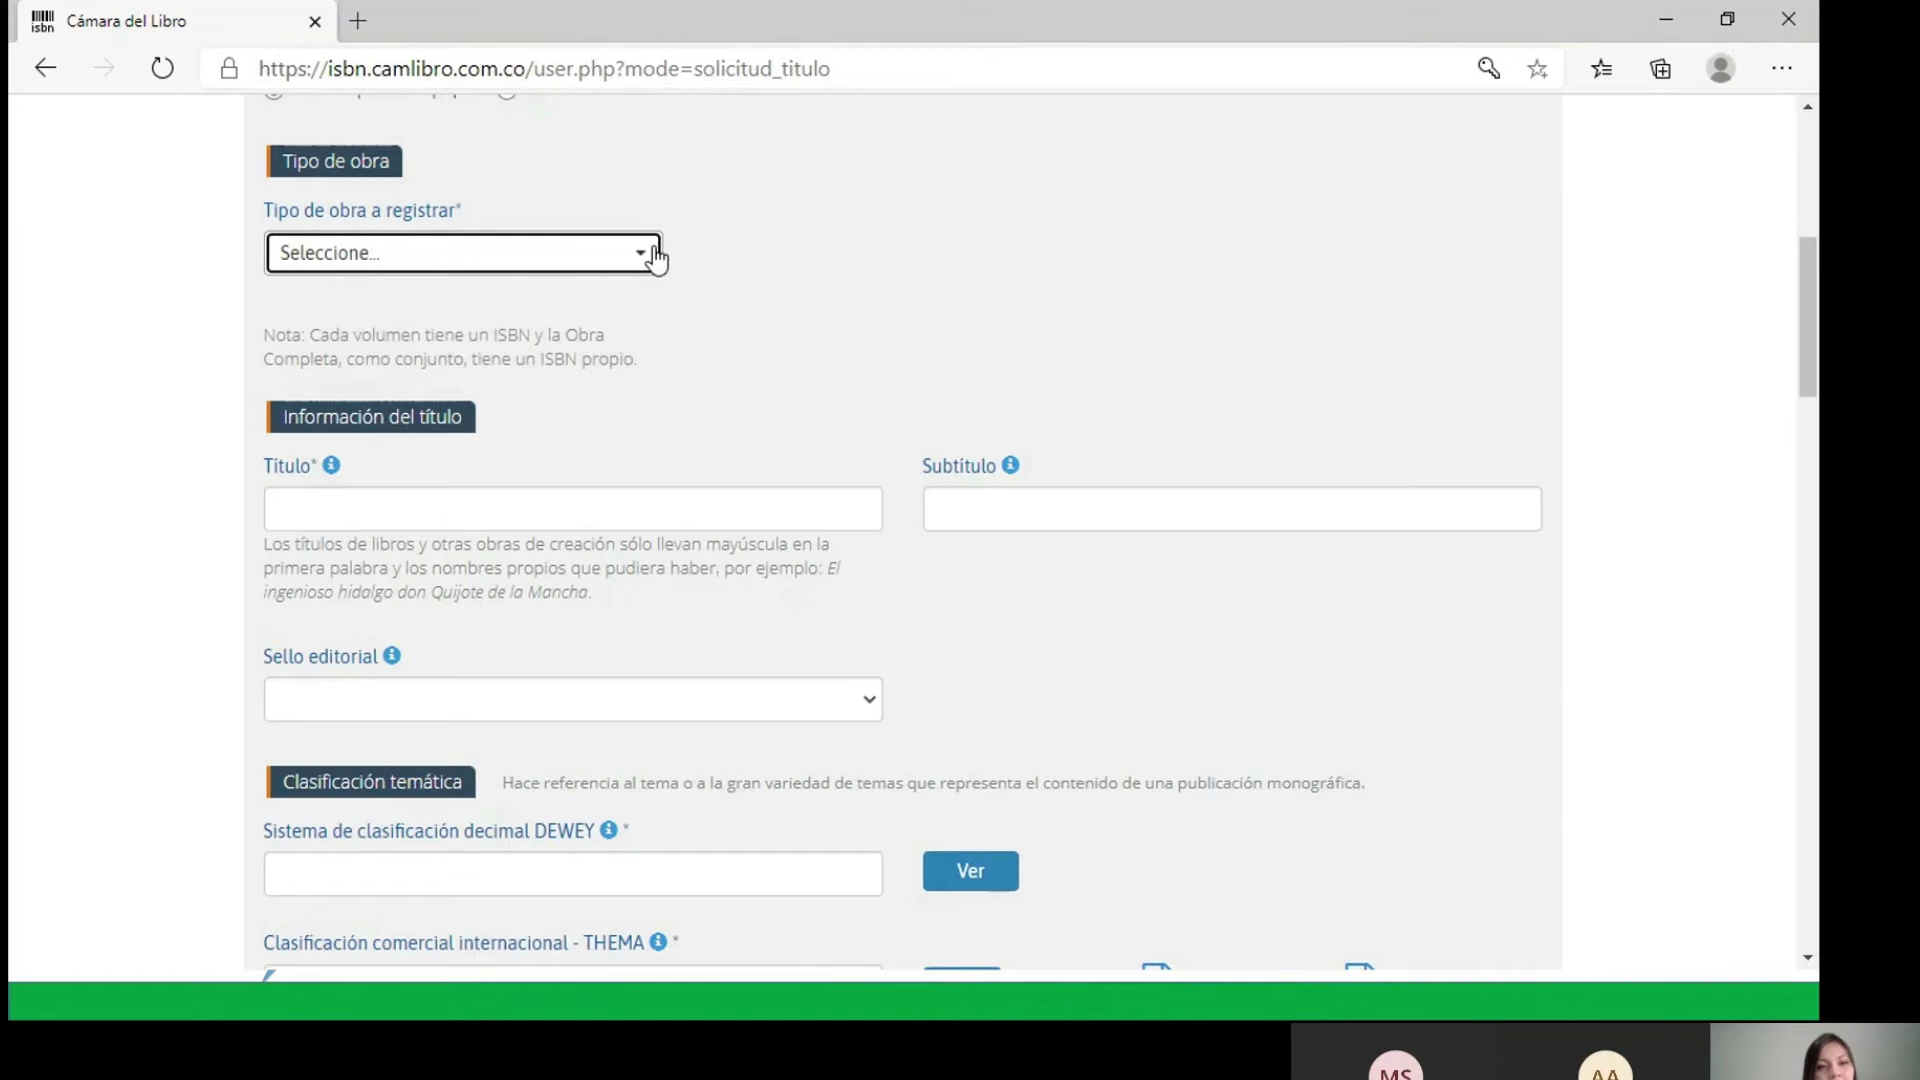 Cámara del Libro
isbn
https://isbn.camlibro.com.co/user.php?mode=solicitud_titulo
Tipo de obra
Tipo de obra a registrar*
Seleccione...
Nota: Cada volumen tiene un ISBN y la Obra
Completa, como conjunto, tiene un ISBN propio.
Información del título
Título*
Subtítulo
Los títulos de libros y otras obras de creación sólo llevan mayúscula en la
primera palabra y los nombres propios que pudiera haber, por ejemplo: El
ingenioso hidalgo don Quijote de la Mancha.
Sello editorial
Clasificación temática
Hace referencia al tema o a la gran variedad de temas que representa el contenido de una publicación monográfica.
Sistema de clasificación decimal DEWEY *
Ver
Clasificación comercial internacional - THEMA *
MS
AA